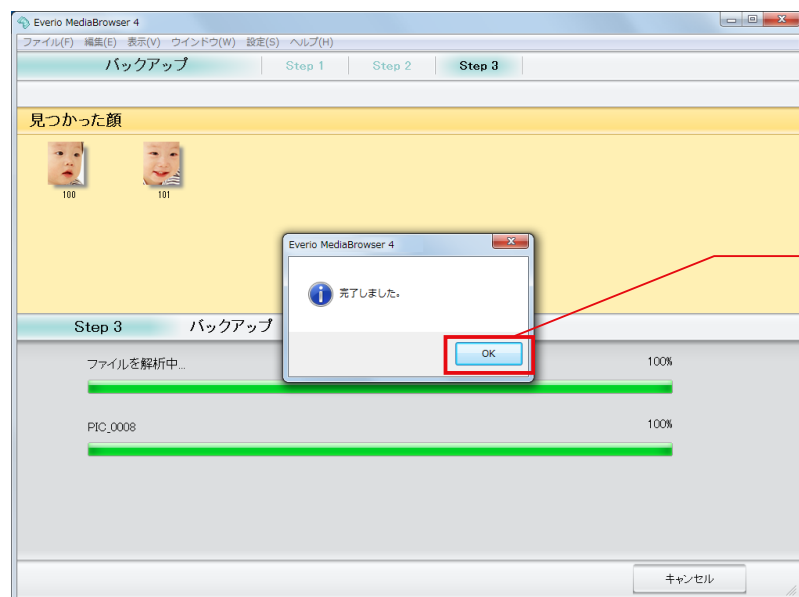 Everio MediaBrowser 4
ファイル(F) 編集(E) 表示(V) ウインドウ(W) 設定(S) ヘルプ(H)
バックアップ Step 1 Step 2 Step 3
見つかった顔
100 101
Everio MediaBrowser 4
完了しました。
OK
Step 3 バックアップ
ファイルを解析中... 100%
PIC_0008 100%
キャンセル